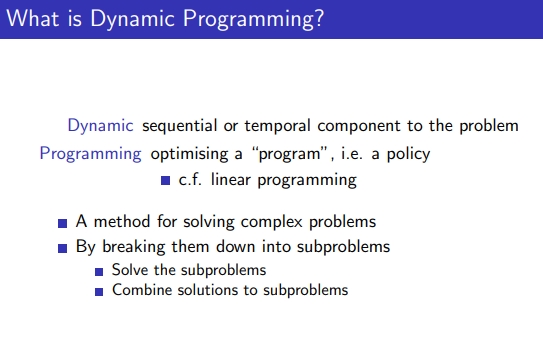 What is Dynamic Programming?
Dynamic sequential or temporal component to the problem
Programming optimising a “program”, i.e. a policy
c.f. linear programming
A method for solving complex problems
By breaking them down into subproblems
Solve the subproblems
Combine solutions to subproblems